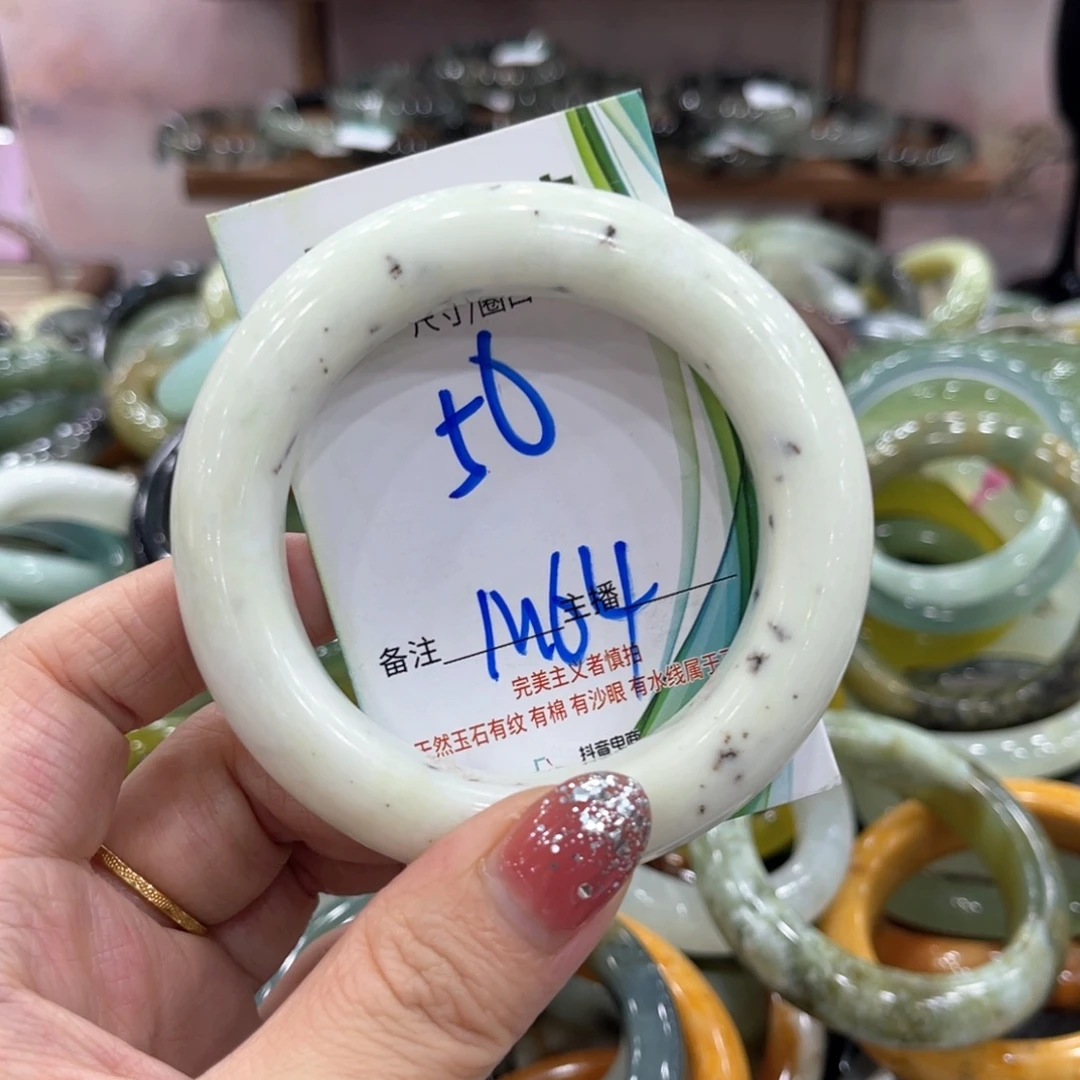 尺寸/圈口
56
备注 M64 主播
完美主义者慎拍
天然玉石有纹 有棉 有沙眼 有水线属于
抖音电商